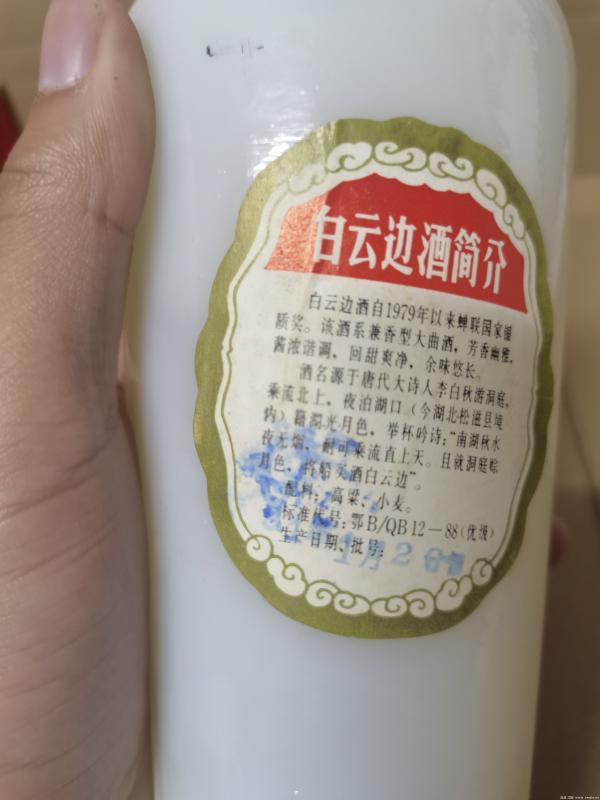 白云边酒简介
白云边酒自1979年以来蝉联国家银
质奖。该酒系兼香型大曲酒，芳香幽雅，
酱浓谐调，回甜爽净，余味悠长。
酒名源于唐代大诗人李白秋游洞庭，
乘流北上，夜泊湖口（今湖北松滋县境
内）籍湖光月色，举杯吟诗：“南湖秋水
夜无烟，耐可乘流直上天。且就洞庭赊
月色，将船买酒白云边”。
配料：高粱、小麦。
标准代号：鄂B/QB 12—88（优级）
生产日期、批号：
1月26